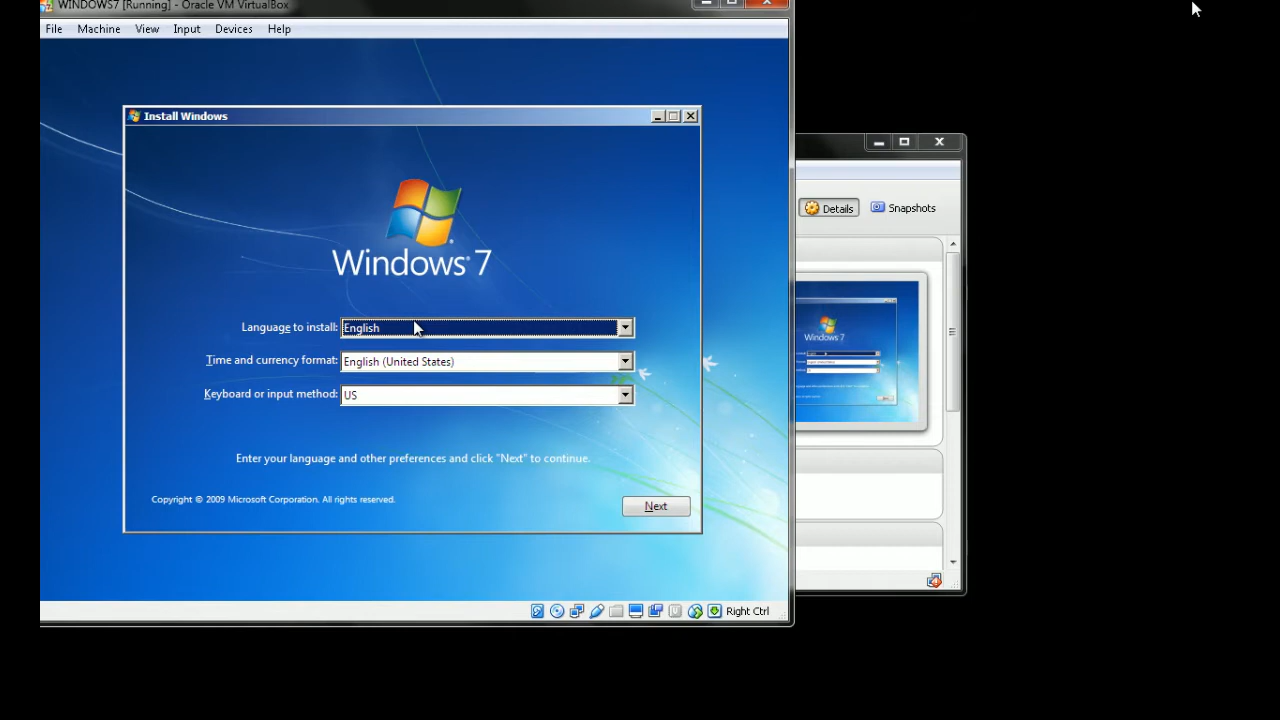 WINDOWS7 [Running] - Oracle VM VirtualBox
File Machine View Input Devices Help
Install Windows
Details Snapshots
Windows 7
Windows 7
Language to install: English
Time and currency format: English (United States)
Keyboard or input method: US
Enter your language and other preferences and click "Next" to continue.
Copyright © 2009 Microsoft Corporation. All rights reserved.
Next
Right Ctrl